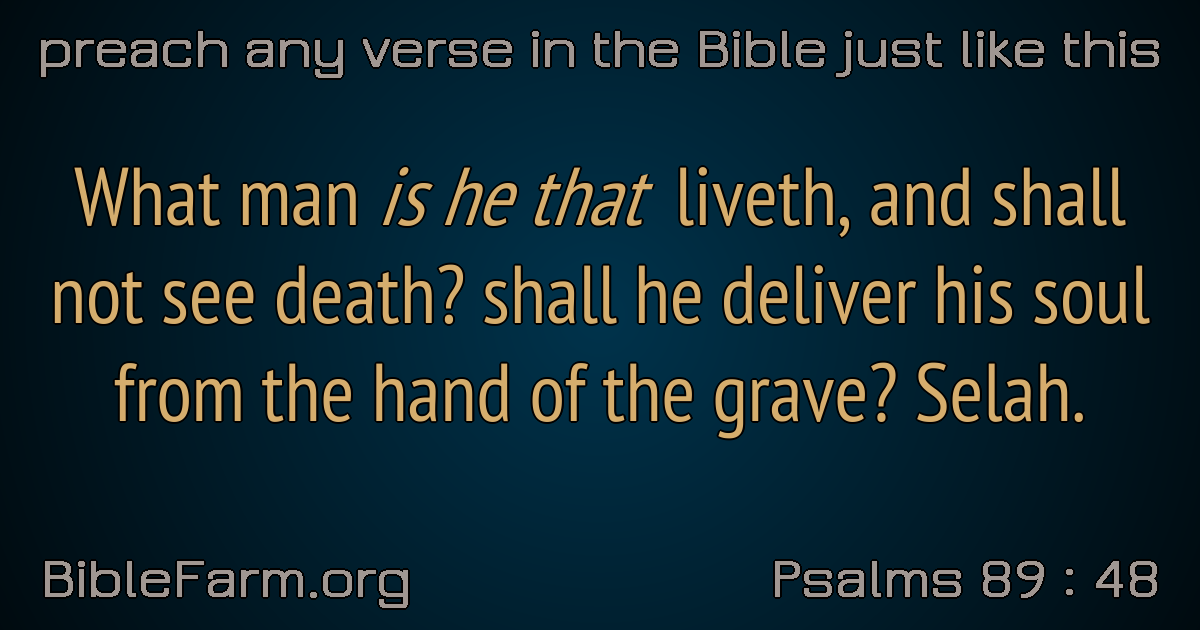 preach any verse in the Bible just like this
What man is he that liveth, and shall
not see death? shall he deliver his soul
from the hand of the grave? Selah.
BibleFarm.org
Psalms 89 : 48